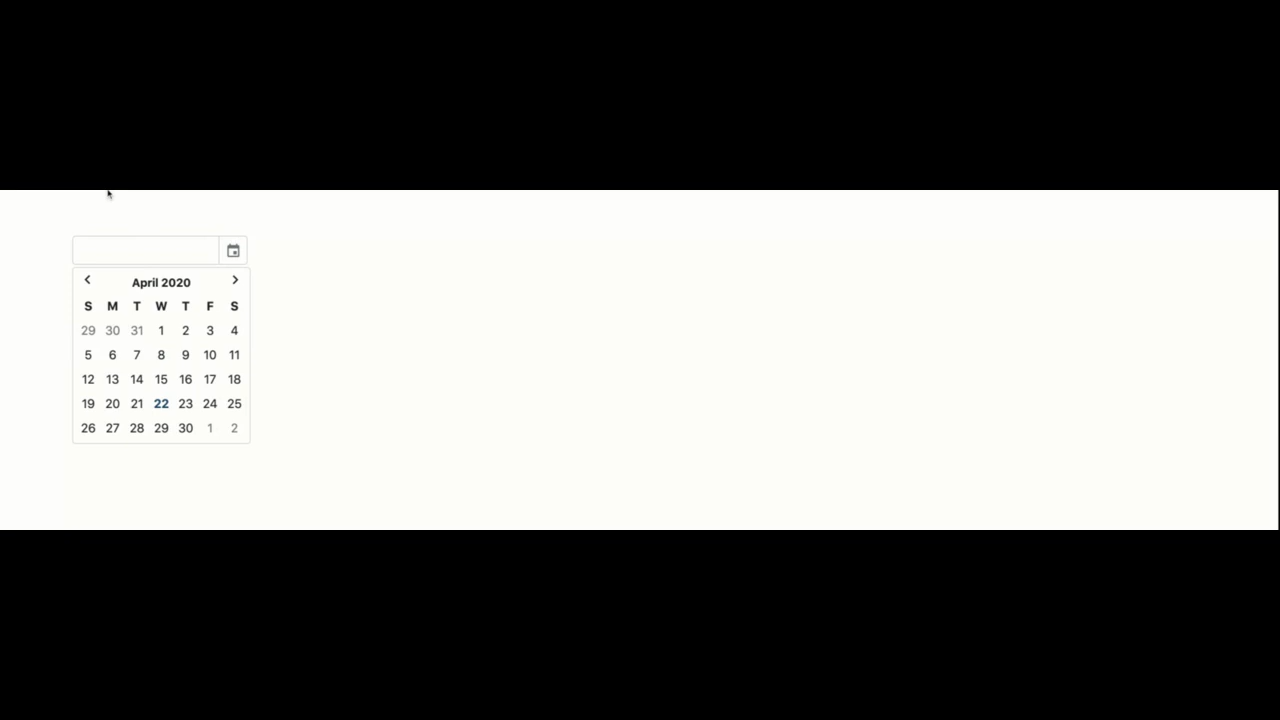 April 2020
S M T W T F S
29 30 31 1 2 3 4
5 6 7 8 9 10 11
12 13 14 15 16 17 18
19 20 21 22 23 24 25
26 27 28 29 30 1 2